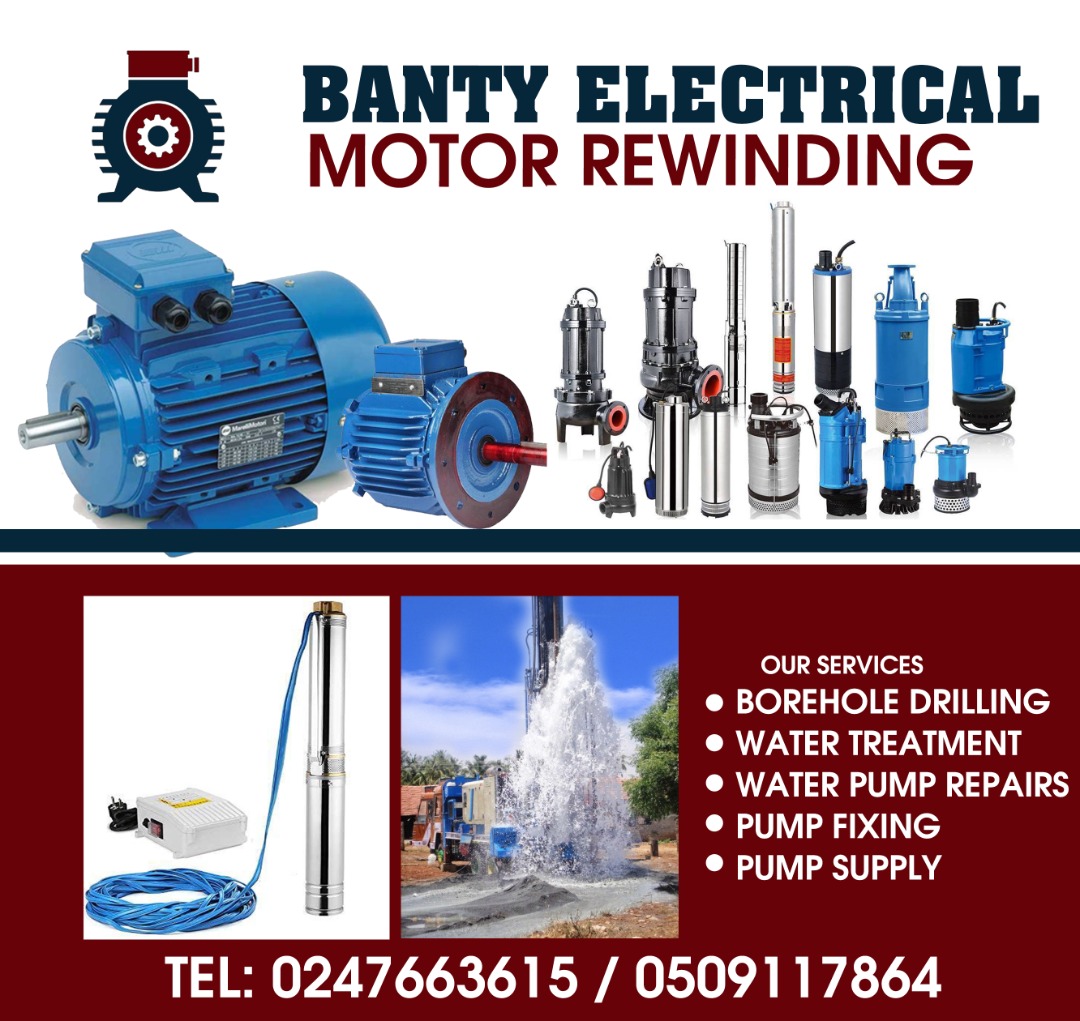 BANTY ELECTRICAL
MOTOR REWINDING
MarelliMotori
OUR SERVICES
● BOREHOLE DRILLING
● WATER TREATMENT
● WATER PUMP REPAIRS
● PUMP FIXING
● PUMP SUPPLY
TEL: 0247663615 / 0509117864